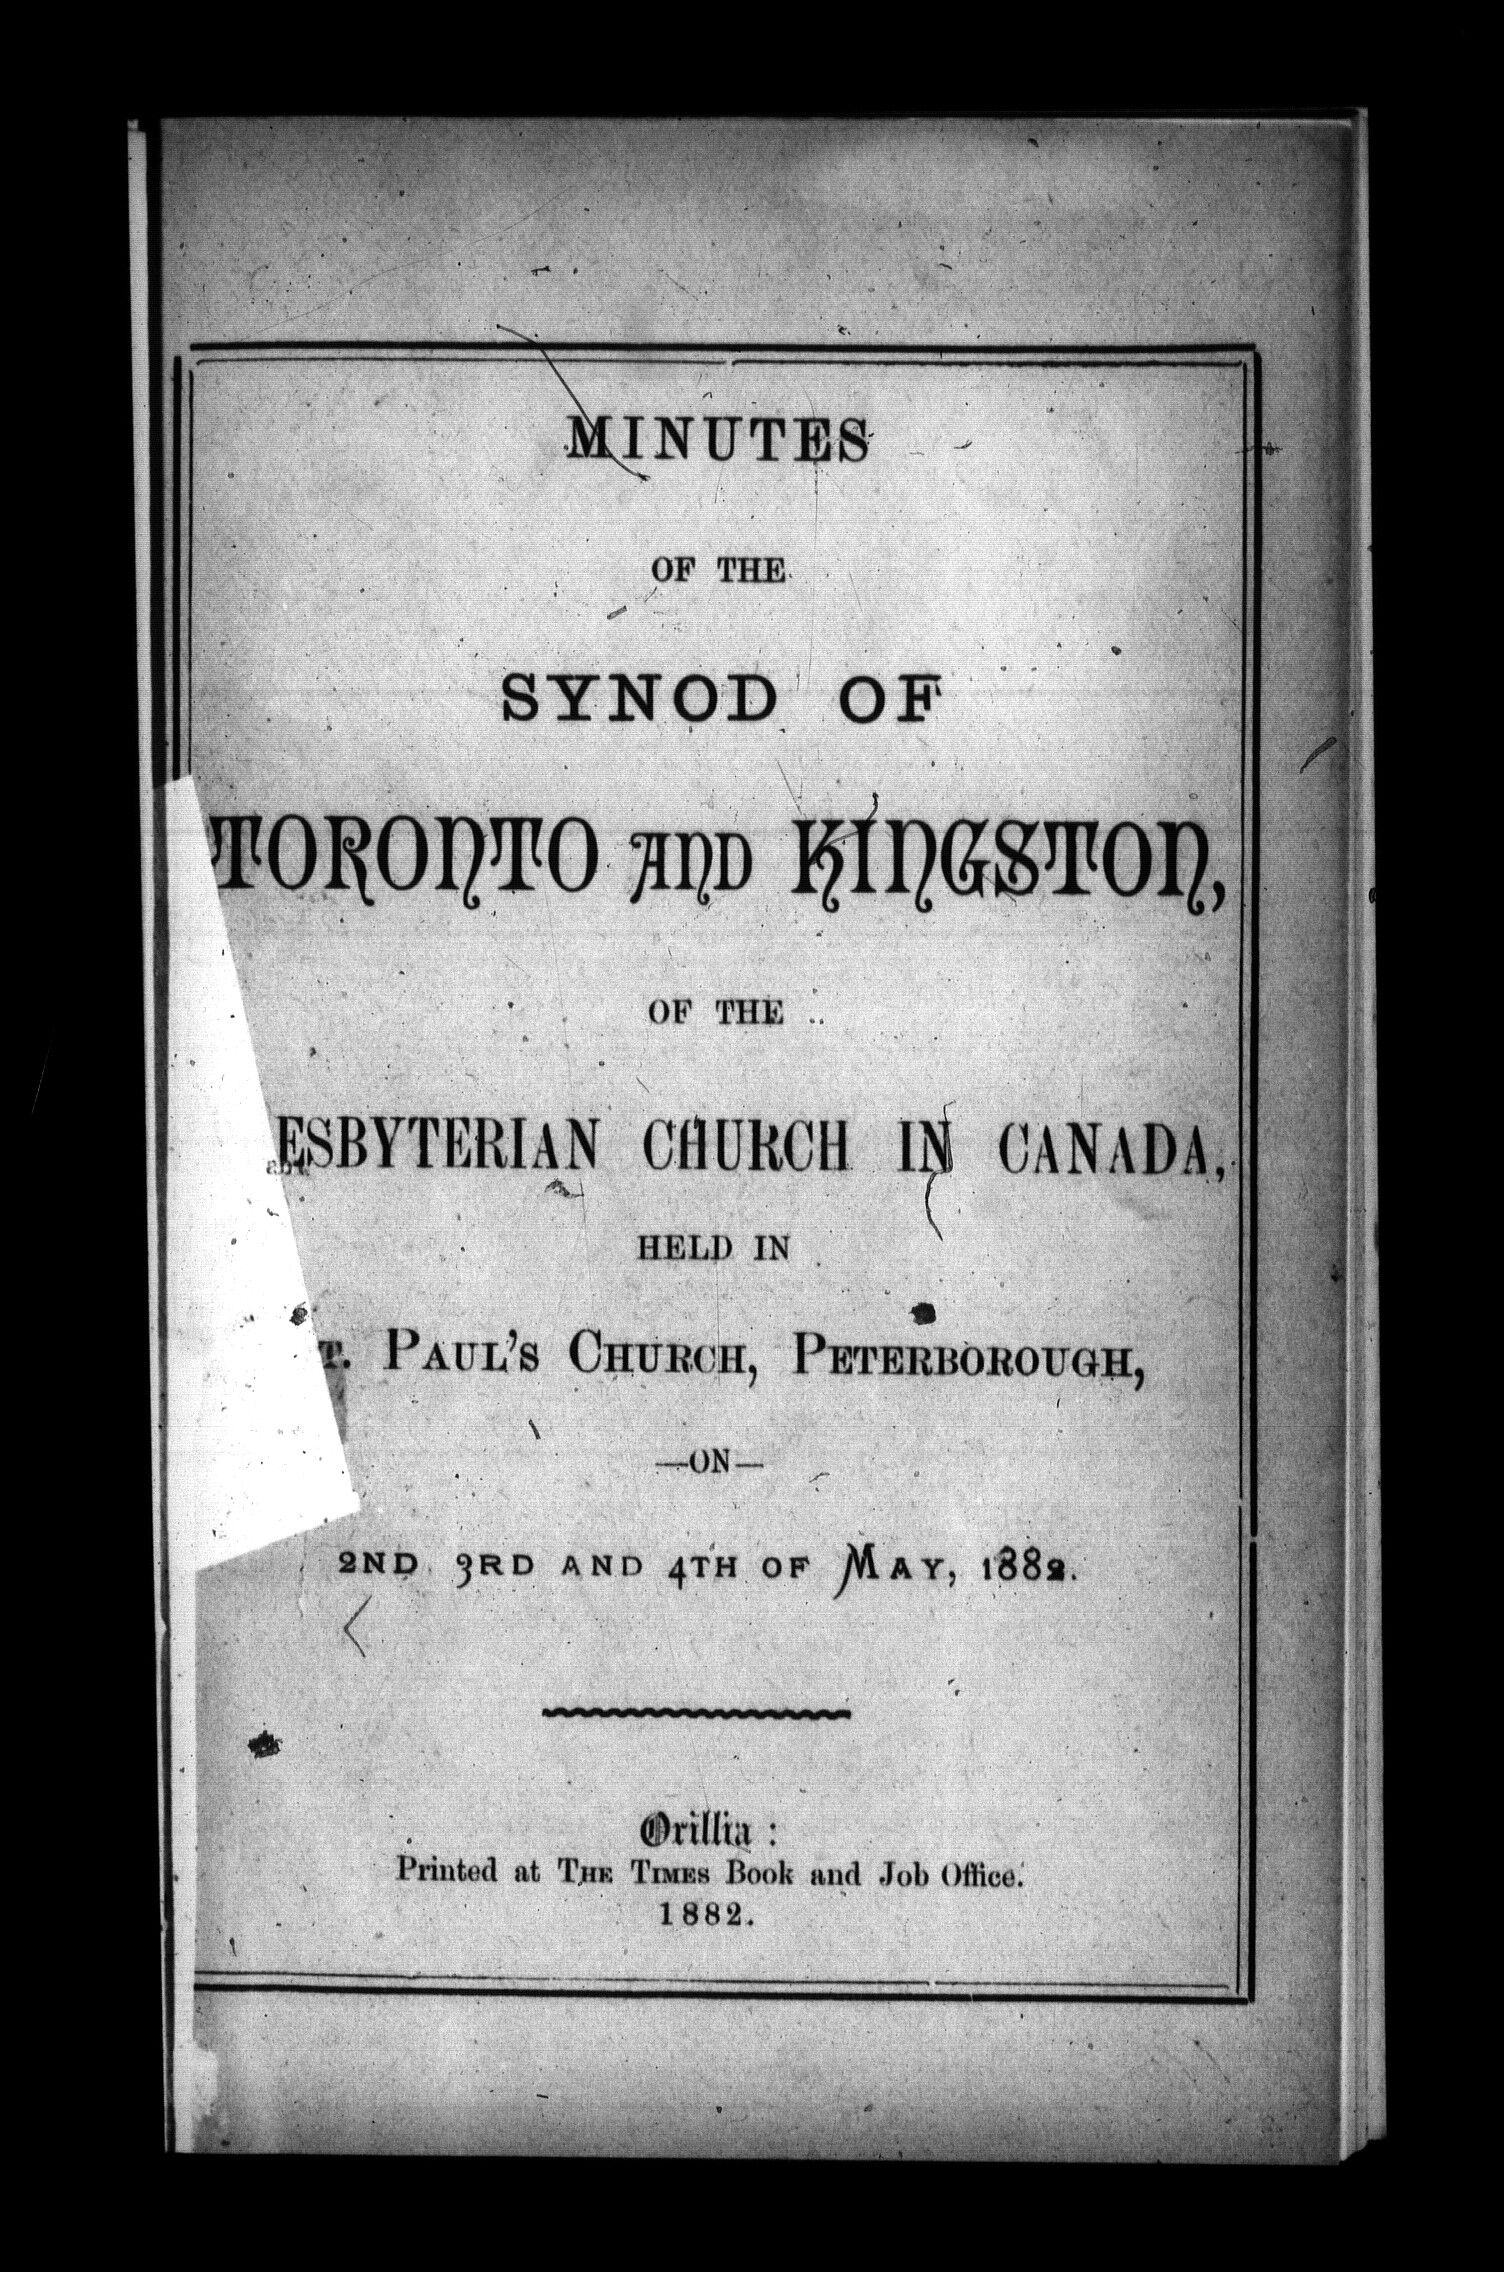 MINUTES
OF THE
SYNOD OF
TORONTO AND KINGSTON,
OF THE
ESBYTERIAN CHURCH IN CANADA,
HELD IN
T. PAUL'S CHURCH, PETERBOROUGH,
—ON—
2ND 3RD AND 4TH OF MAY, 1882.
Orillia :
Printed at THE TIMES Book and Job Office.
1882.